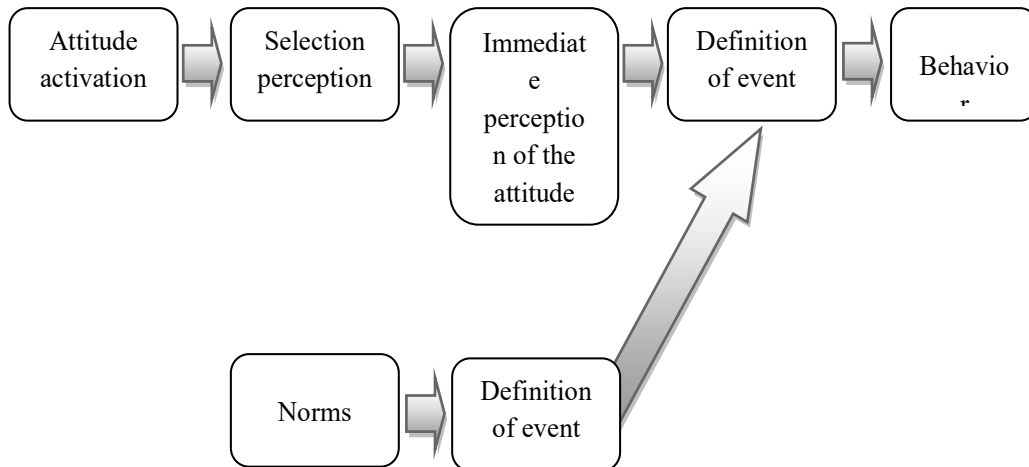 Attitude
activation
Selection
perception
Immediat
e
perceptio
n of the
attitude
Definition
of event
Behavio
r
Norms
Definition
of event